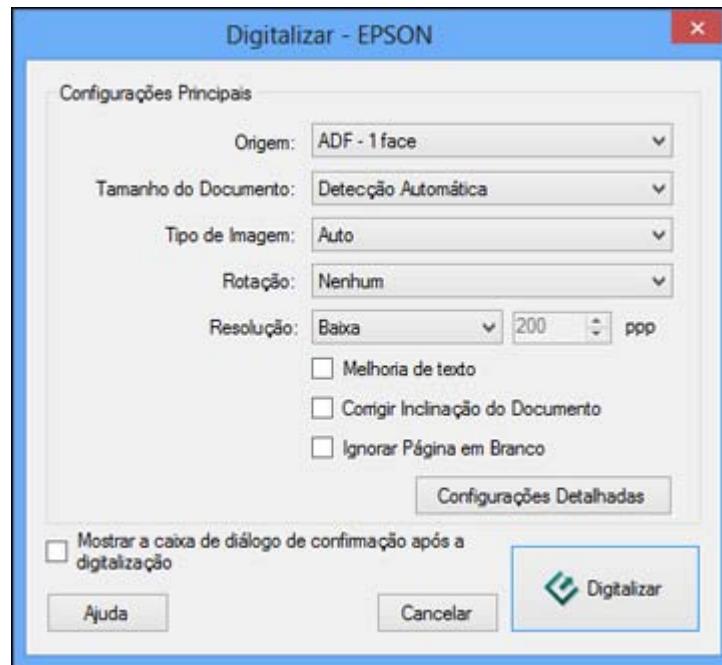 Digitalizar - EPSON
Configurações Principais
Origem: ADF - 1 face
Tamanho do Documento: Detecção Automática
Tipo de Imagem: Auto
Rotação: Nenhum
Resolução: Baixa 200 ppp
Melhoria de texto
Corrigir Inclinação do Documento
Ignorar Página em Branco
Configurações Detalhadas
Mostrar a caixa de diálogo de confirmação após a
digitalização
Digitalizar
Ajuda Cancelar